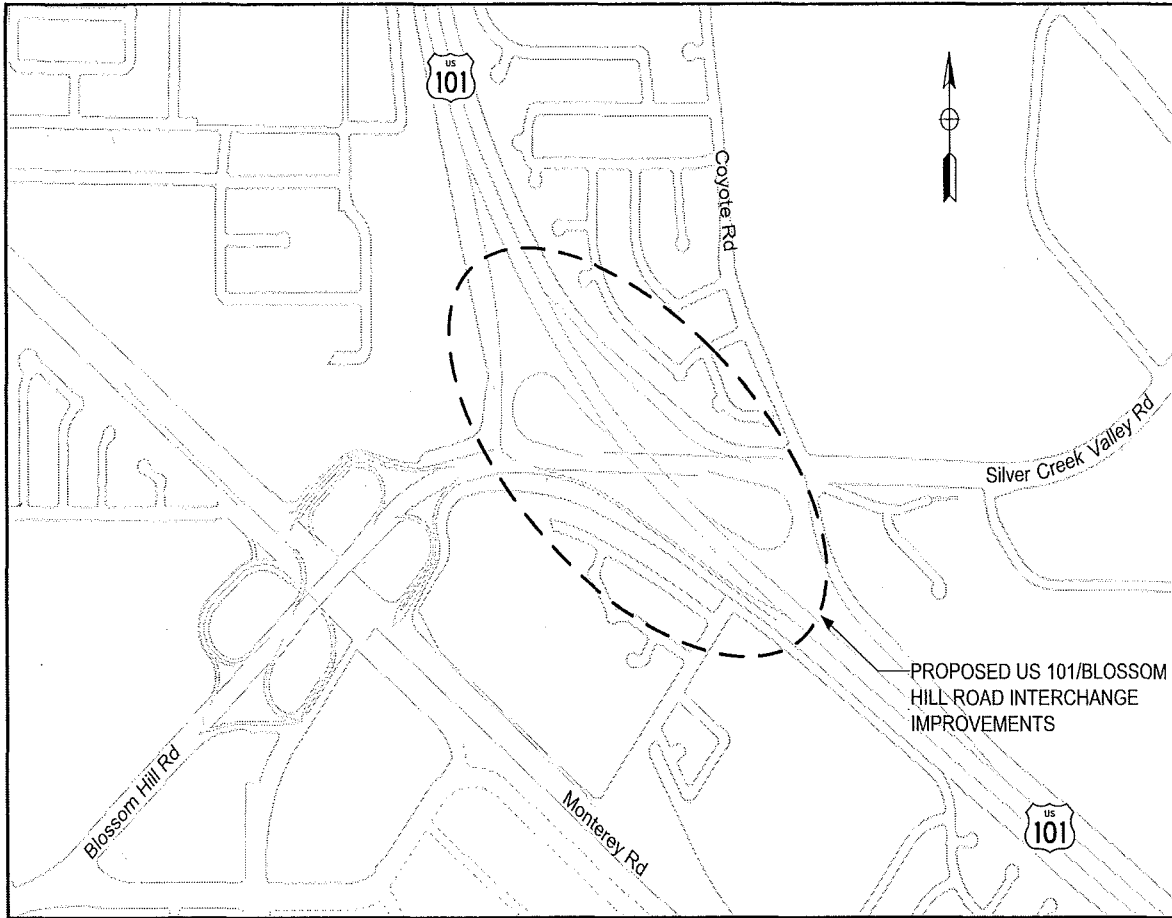 US
101
Coyote Rd
Silver Creek Valley Rd
PROPOSED US 101/BLOSSOM
HILL ROAD INTERCHANGE
IMPROVEMENTS
Blossom Hill Rd
Monterey Rd
US
101